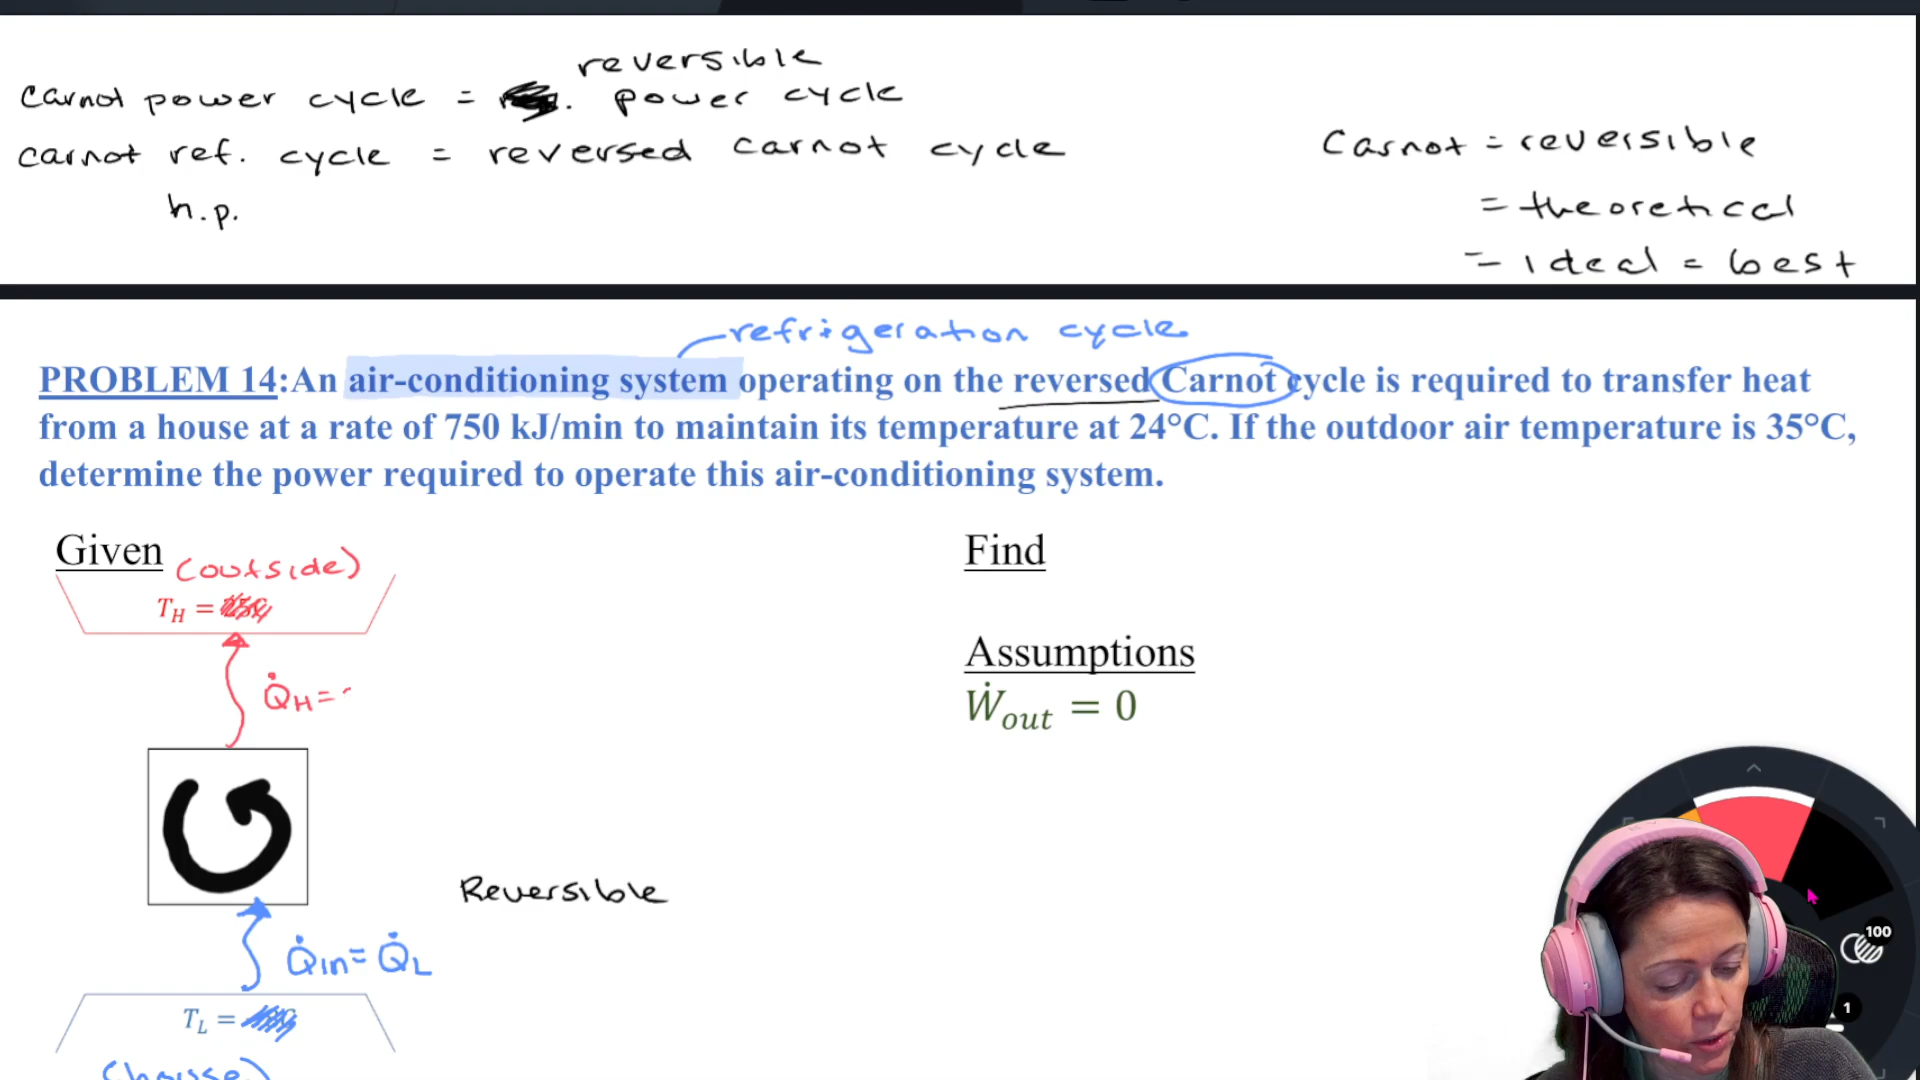 reversible
Carnot power cycle = power cycle
carnot ref. cycle = reversed carnot cycle
h.p.
Carnot = reversible
= theoretical
= ideal = best
refrigeration cycle
PROBLEM 14:An air-conditioning system operating on the reversed Carnot cycle is required to transfer heat
from a house at a rate of 750 kJ/min to maintain its temperature at 24°C. If the outdoor air temperature is 35°C,
determine the power required to operate this air-conditioning system.
Given
(outside)
T_H =
Q̇_H =
Reversible
Q̇_in = Q̇_L
T_L =
(house)
Find
Assumptions
Ẇ_out = 0
100
1